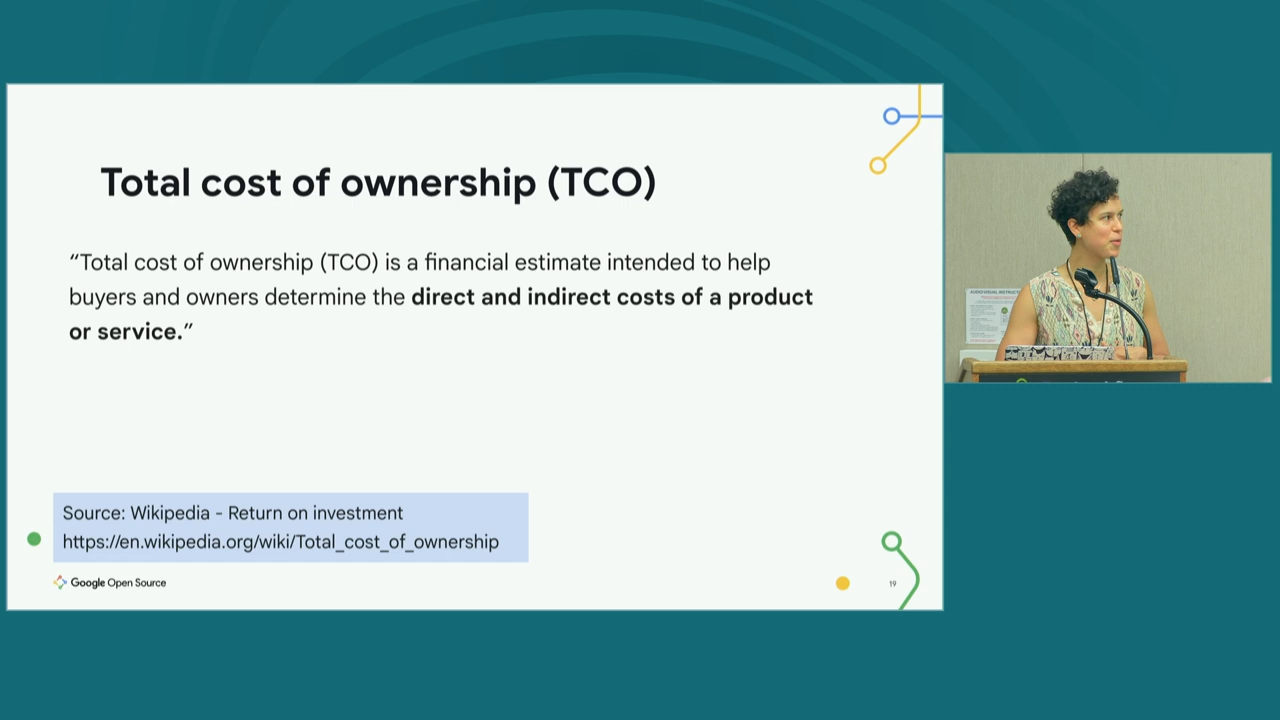 Total cost of ownership (TCO)
“Total cost of ownership (TCO) is a financial estimate intended to help
buyers and owners determine the direct and indirect costs of a product
or service.”
Source: Wikipedia - Return on investment
https://en.wikipedia.org/wiki/Total_cost_of_ownership
Google Open Source
19